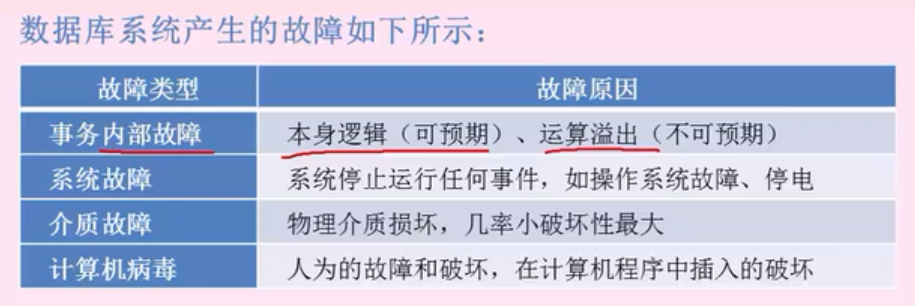 数据库系统产生的故障如下所示：
故障类型 故障原因
事务内部故障 本身逻辑（可预期）、运算溢出（不可预期）
系统故障 系统停止运行任何事件，如操作系统故障、停电
介质故障 物理介质损坏，几率小破坏性最大
计算机病毒 人为的故障和破坏，在计算机程序中插入的破坏